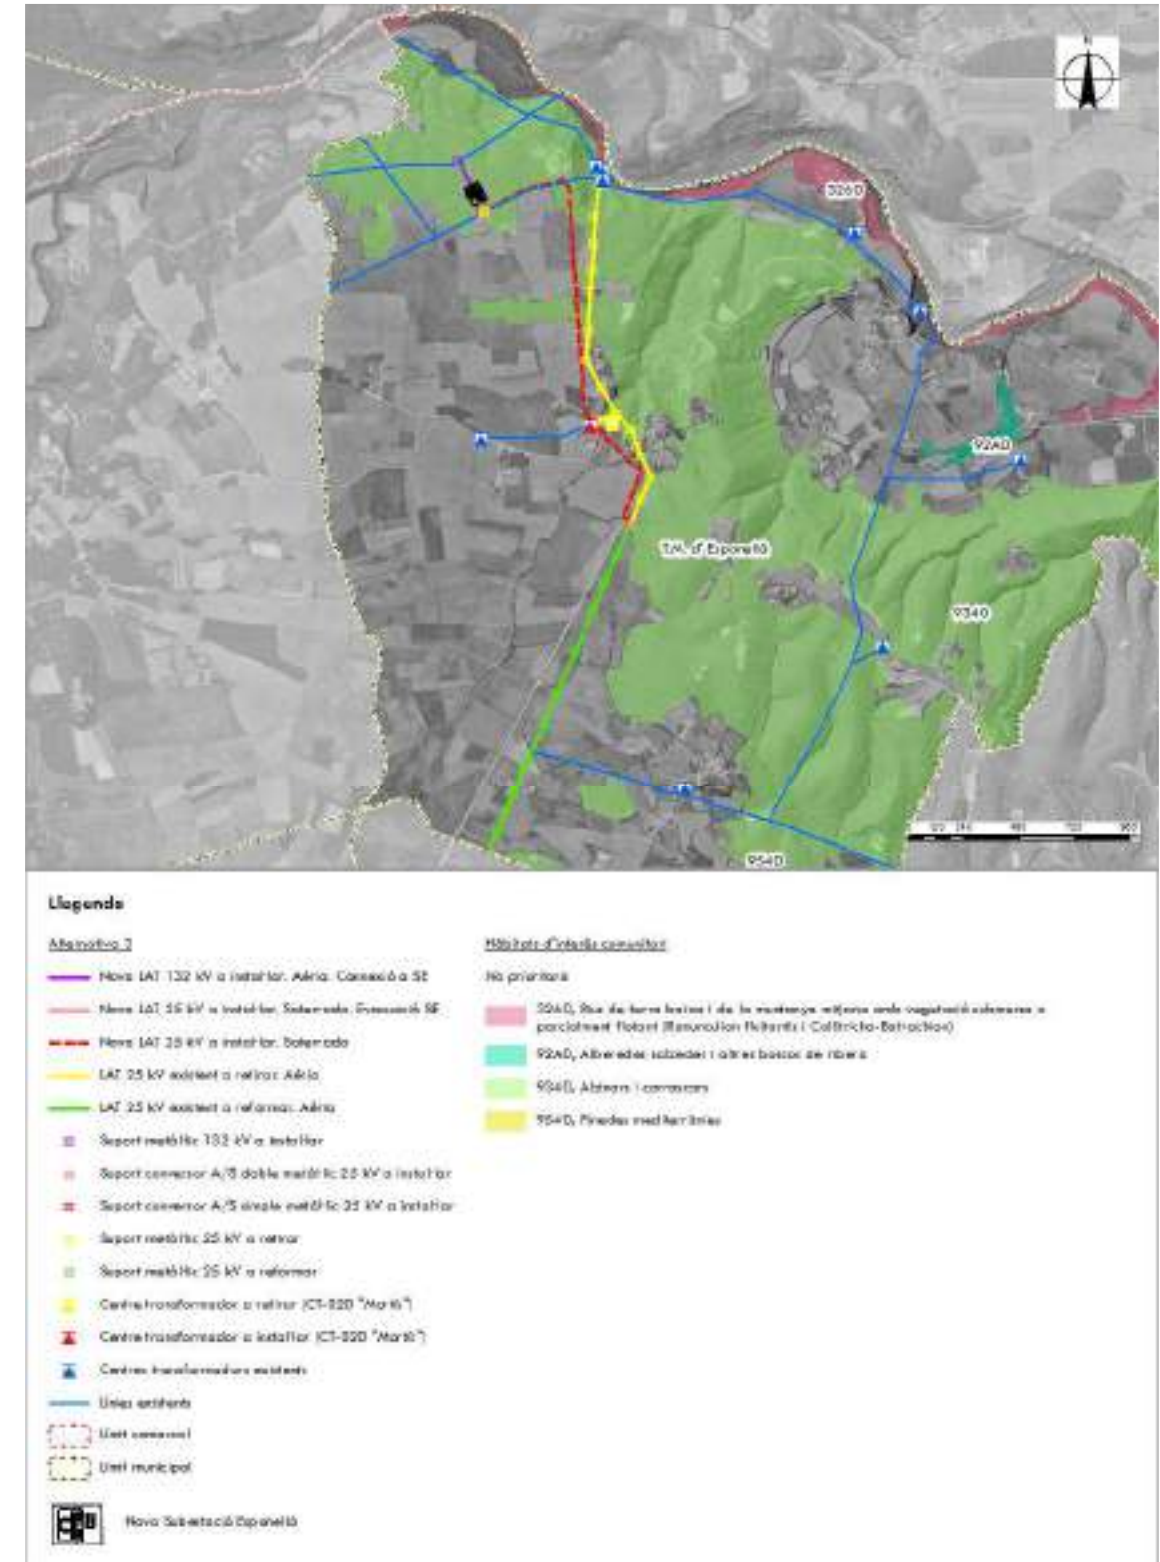 N
3260
92A0
T.M. d'Esponellà
9340
9540
Llegenda
Alternativa 2
Nova LAT 132 kV a instal·lar. Aèria. Connexió a SE
Nova LAT 25 kV a instal·lar. Soterrada. Evacuació SE
Nova LAT 25 kV a instal·lar. Soterrada
LAT 25 kV existent a retirar. Aèria
LAT 25 kV existent a reformar. Aèria
Suport metàl·lic 132 kV a instal·lar
Suport conversor A/S doble metàl·lic 25 kV a instal·lar
Suport conversor A/S simple metàl·lic 25 kV a instal·lar
Suport metàl·lic 25 kV a retirar
Suport metàl·lic 25 kV a reformar
Centre transformador a retirar (CT-020 "Martís")
Centre transformador a instal·lar (CT-020 "Martís")
Centres transformadors existents
Línies existents
Límit comarcal
Límit municipal
Nova Subestació Esponellà
Hàbitats d'interès comunitari
No prioritaris
3260, Rius de terra baixa i de la muntanya mitjana amb vegetació submersa o
parcialment flotant (Ranunculion fluitantis i Callitricho-Batrachion)
92A0, Alberedes salzedes i altres boscos de ribera
9340, Alzinars i carrascars
9540, Pinedes mediterrànies